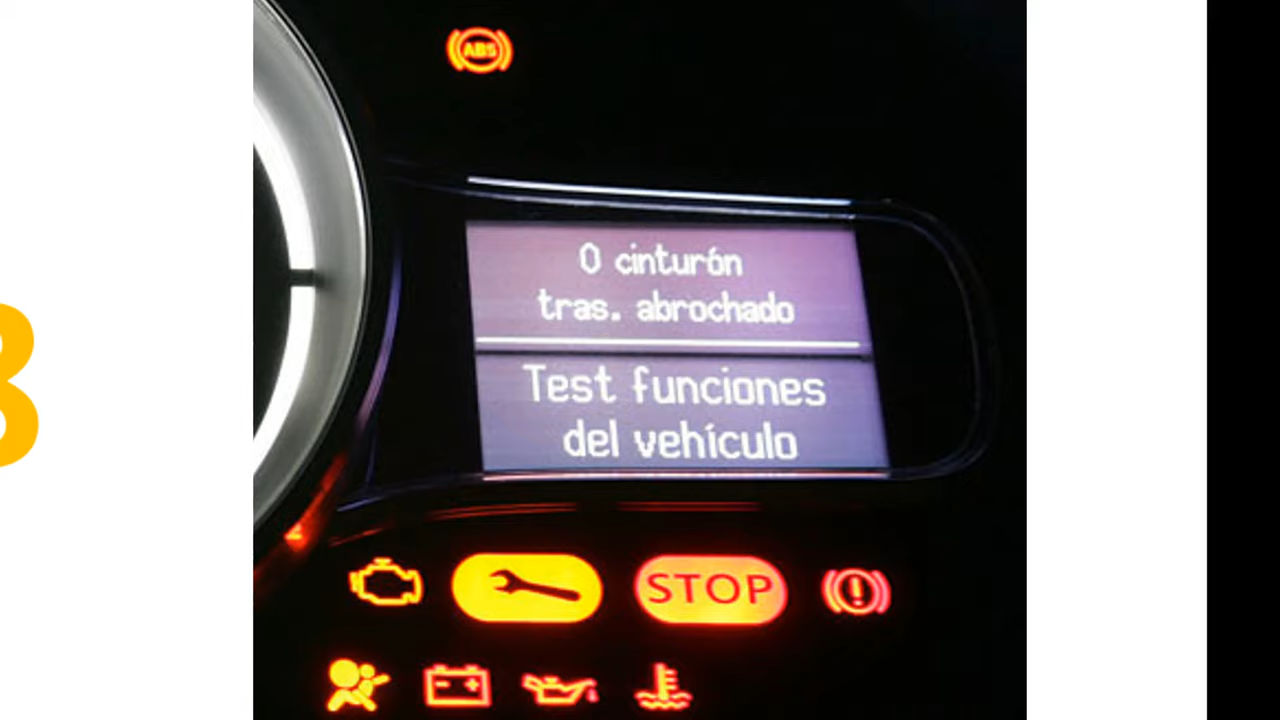 ABS
0 cinturón
tras. abrochado
Test funciones
del vehículo
STOP